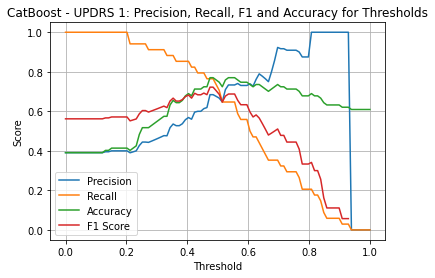 CatBoost - UPDRS 1: Precision, Recall, F1 and Accuracy for Thresholds
1.0
0.8
0.6
0.4
0.2
0.0
Score
Precision
Recall
Accuracy
F1 Score
0.0 0.2 0.4 0.6 0.8 1.0
Threshold